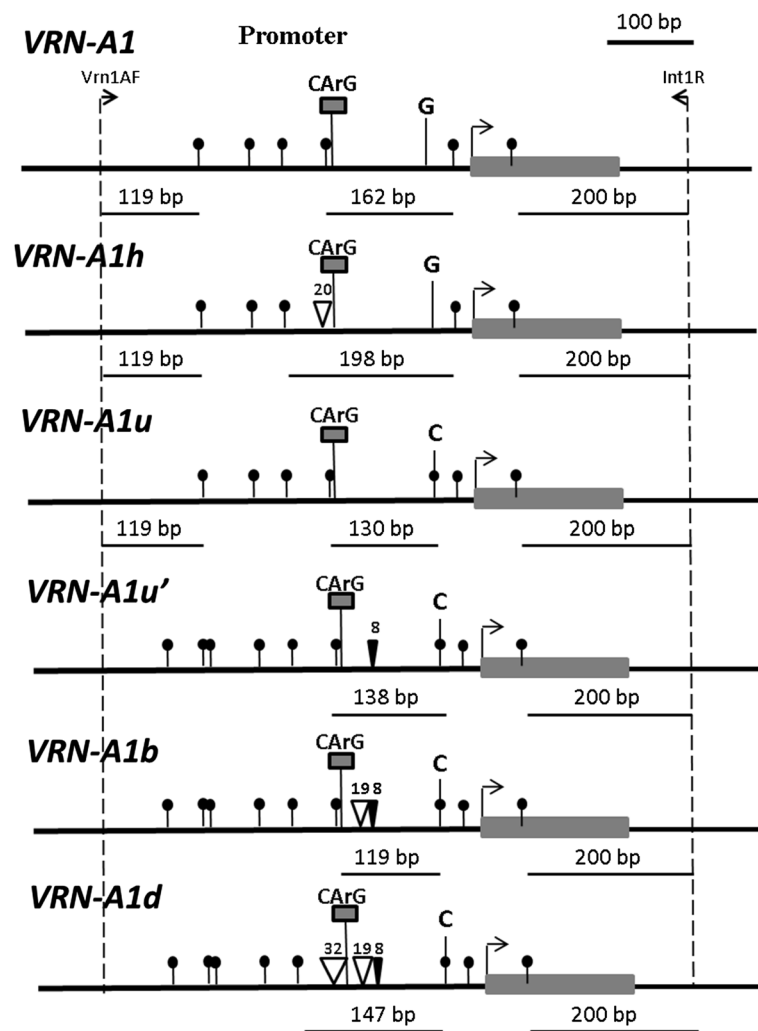 VRN-A1 Promoter 100 bp
Vrn1AF Int1R
CArG G
119 bp 162 bp 200 bp
VRN-A1h CArG G
20
119 bp 198 bp 200 bp
VRN-A1u CArG C
119 bp 130 bp 200 bp
VRN-A1u’ CArG C
8
138 bp 200 bp
VRN-A1b CArG C
19 8
119 bp 200 bp
VRN-A1d CArG C
32 19 8
147 bp 200 bp